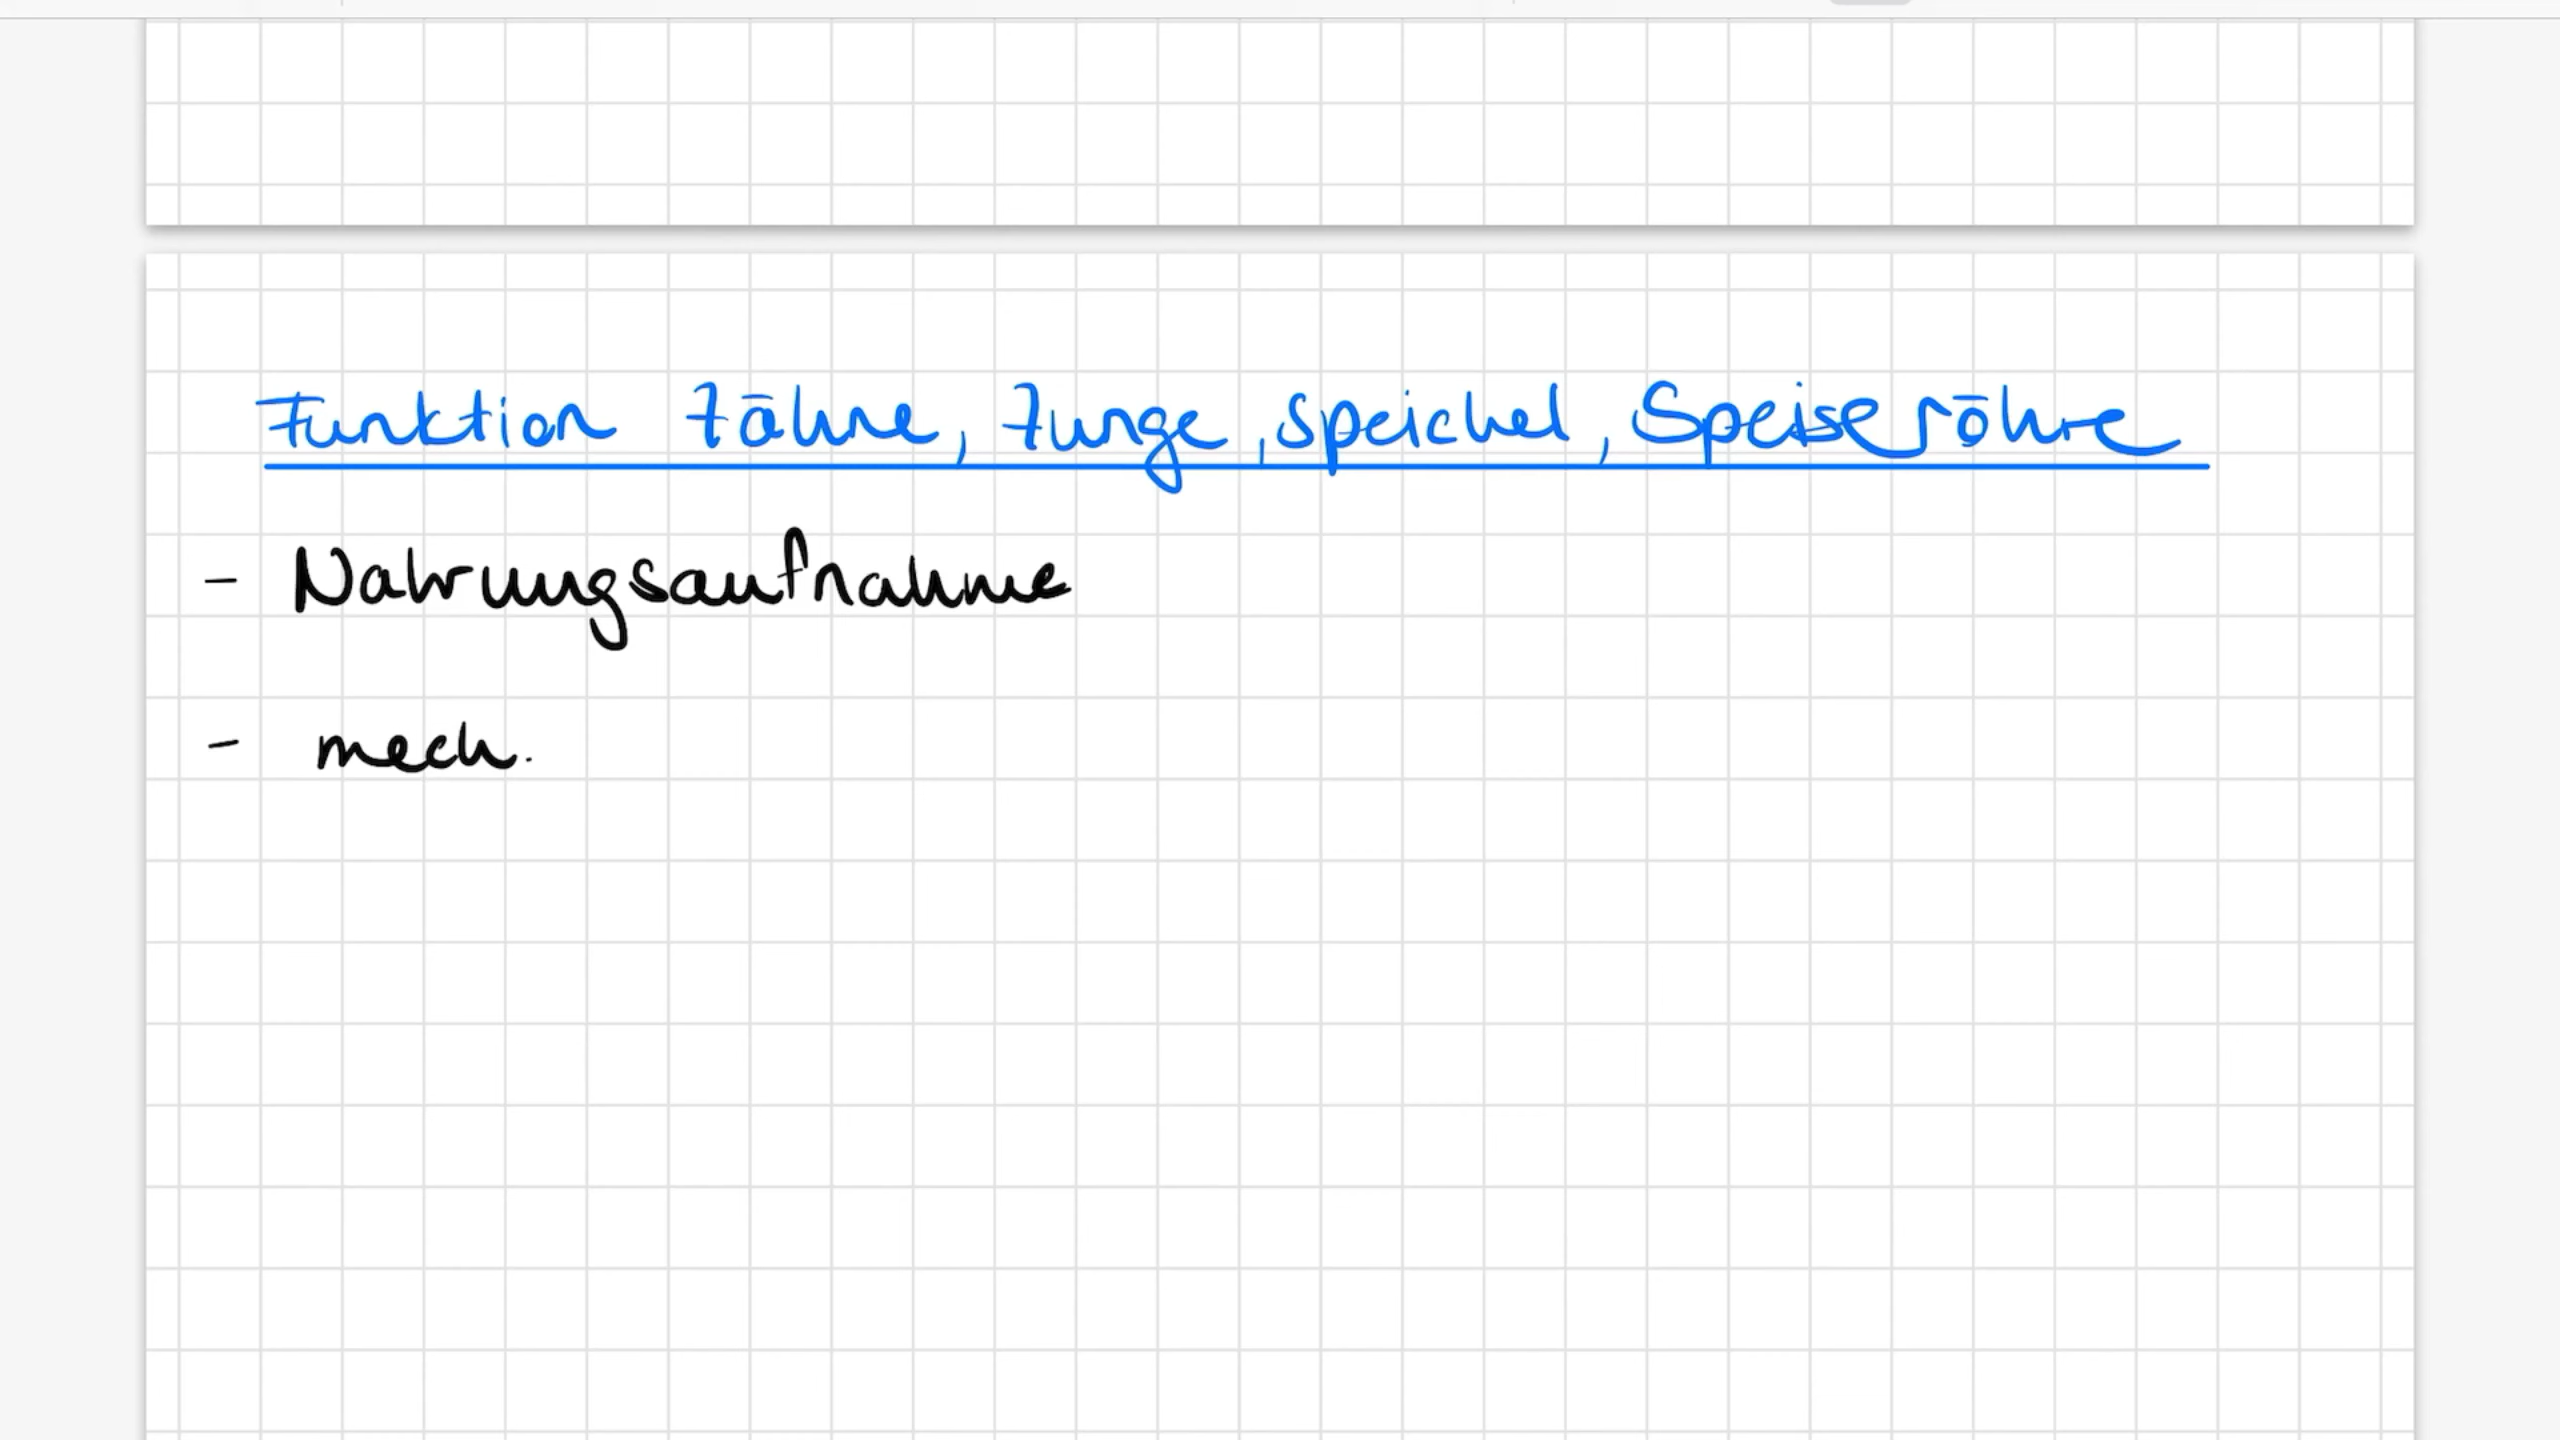 Funktion Zähne, Zunge, Speichel, Speiseröhre
- Nahrungsaufnahme
- mech.